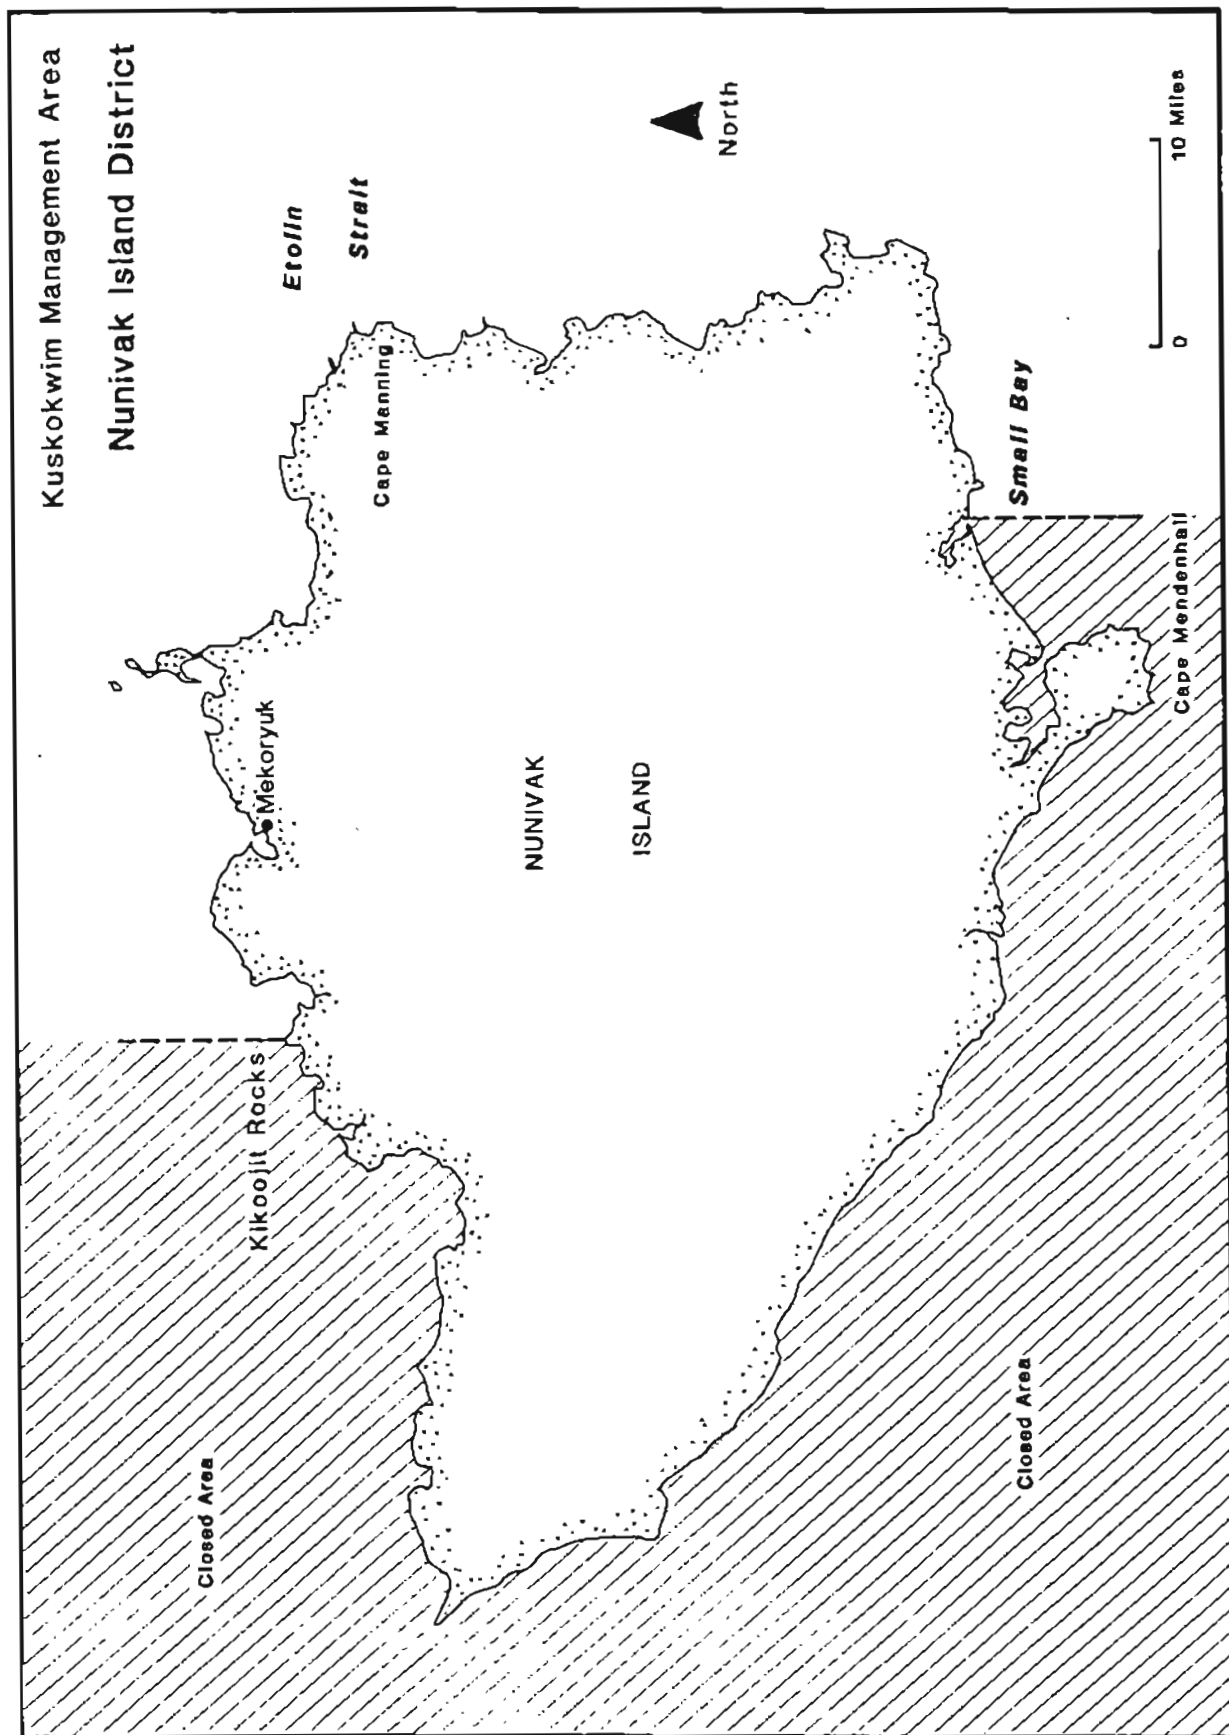 Kuskokwim Management Area
Nunivak Island District
Etolin
Strait
North
Cape Manning
Mekoryuk
NUNIVAK
ISLAND
Kikoojit Rocks
Closed Area
Closed Area
Small Bay
Cape Mendenhall
0 10 Miles